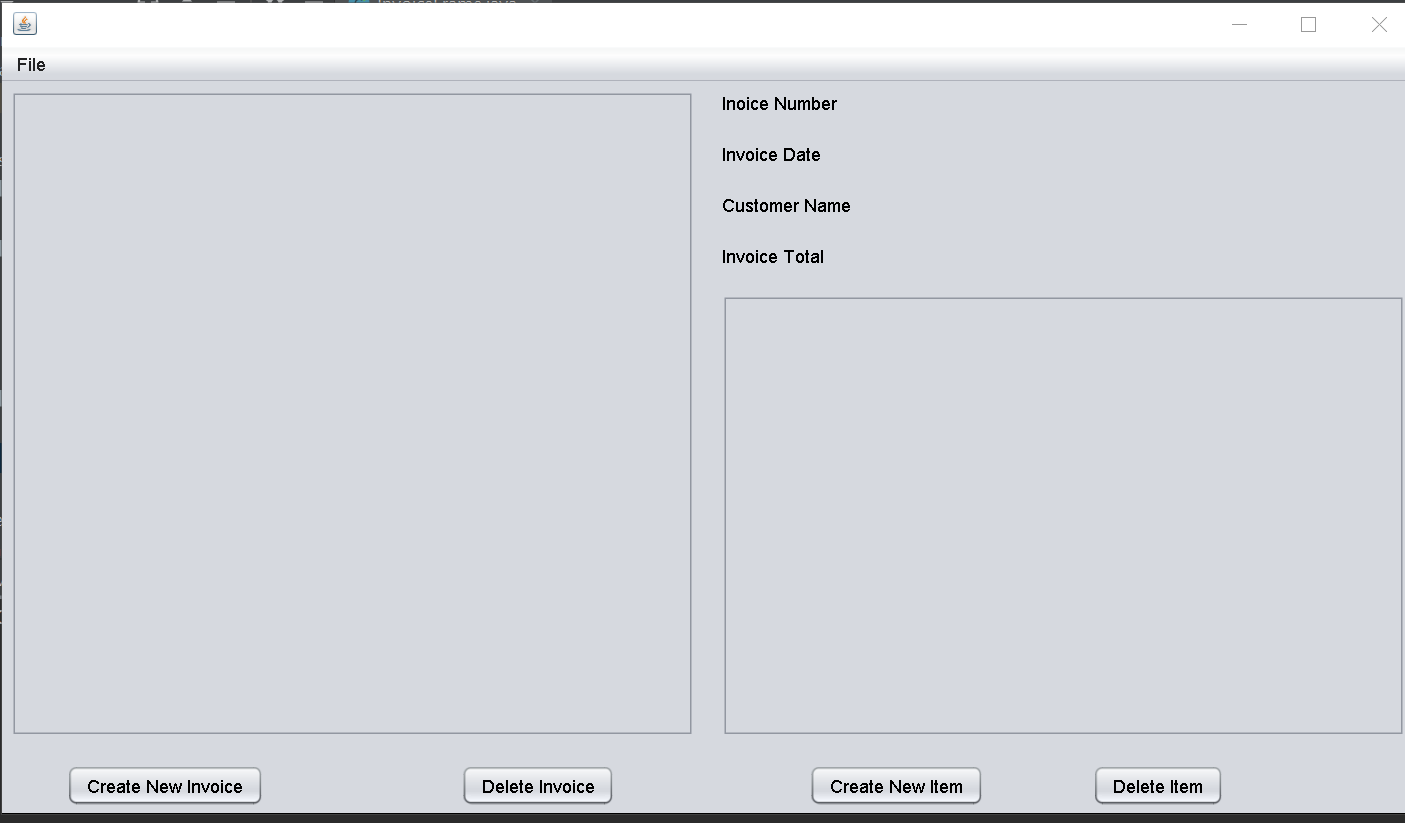 File
Inoice Number
Invoice Date
Customer Name
Invoice Total
Create New Invoice
Delete Invoice
Create New Item
Delete Item